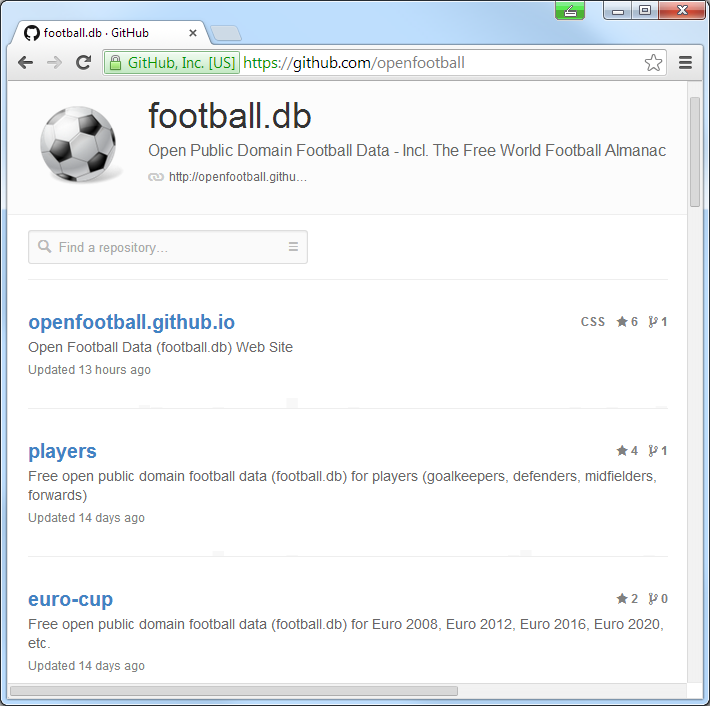 football.db · GitHub
GitHub, Inc. [US] https://github.com/openfootball
football.db
Open Public Domain Football Data - Incl. The Free World Football Almanac
http://openfootball.githu…
Find a repository…
openfootball.github.io CSS 6 1
Open Football Data (football.db) Web Site
Updated 13 hours ago
players 4 1
Free open public domain football data (football.db) for players (goalkeepers, defenders, midfielders,
forwards)
Updated 14 days ago
euro-cup 2 0
Free open public domain football data (football.db) for Euro 2008, Euro 2012, Euro 2016, Euro 2020,
etc.
Updated 14 days ago